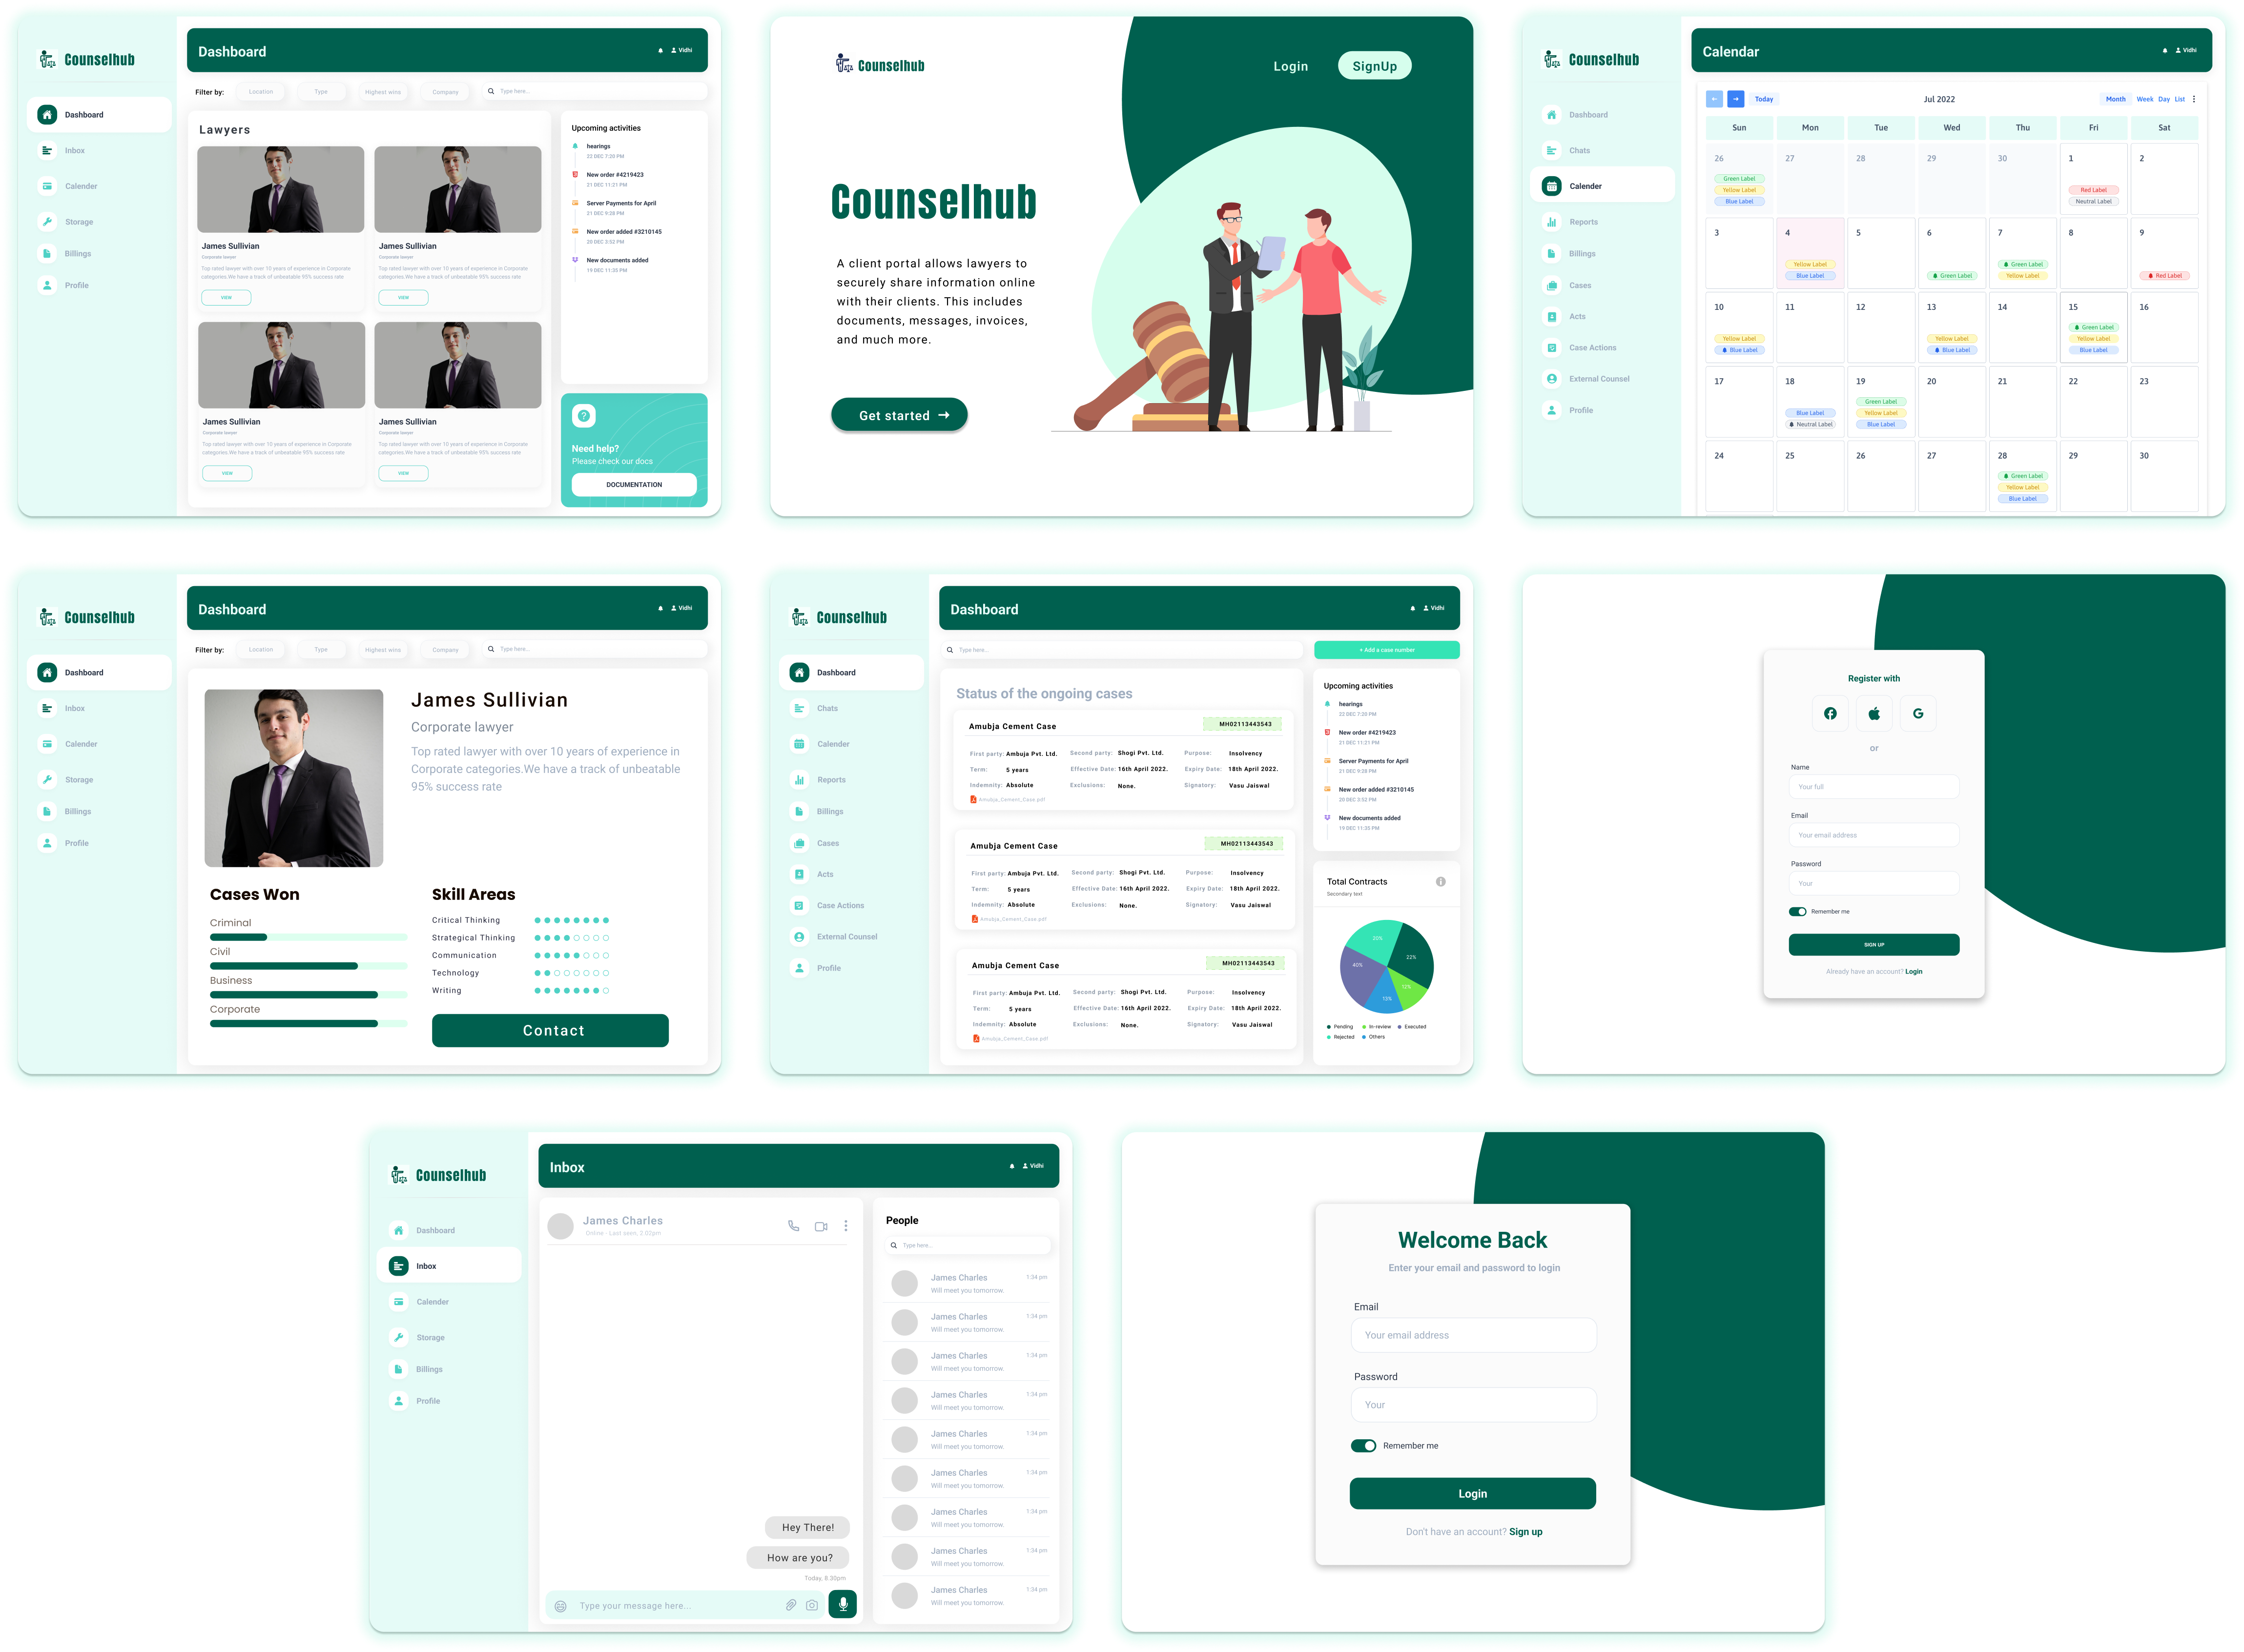 Counselhub
Dashboard
Inbox
Calender
Storage
Billings
Profile
Dashboard
Vidhi
Filter by:
Location
Type
Highest wins
Company
Type here...
Lawyers
James Sullivian
Corporate lawyer
Top rated lawyer with over 10 years of experience in Corporate
categories.We have a track of unbeatable 95% success rate
VIEW
James Sullivian
Corporate lawyer
Top rated lawyer with over 10 years of experience in Corporate
categories.We have a track of unbeatable 95% success rate
VIEW
James Sullivian
Corporate lawyer
Top rated lawyer with over 10 years of experience in Corporate
categories.We have a track of unbeatable 95% success rate
VIEW
James Sullivian
Corporate lawyer
Top rated lawyer with over 10 years of experience in Corporate
categories.We have a track of unbeatable 95% success rate
VIEW
Upcoming activities
hearings
22 DEC 7:20 PM
New order #4219423
21 DEC 11:21 PM
Server Payments for April
21 DEC 9:28 PM
New order added #3210145
20 DEC 3:52 PM
New documents added
19 DEC 11:35 PM
Need help?
Please check our docs
DOCUMENTATION
Counselhub
Login
SignUp
Counselhub
A client portal allows lawyers to
securely share information online
with their clients. This includes
documents, messages, invoices,
and much more.
Get started
Counselhub
Dashboard
Chats
Calender
Reports
Billings
Cases
Acts
Case Actions
External Counsel
Profile
Calendar
Vidhi
Today
Jul 2022
Month Week Day List
Sun Mon Tue Wed Thu Fri Sat
26 27 28 29 30 1 2
Green Label
Yellow Label Red Label
Blue Label Neutral Label
3 4 5 6 7 8 9
Yellow Label Green Label
Blue Label Green Label Yellow Label Red Label
10 11 12 13 14 15 16
Green Label
Yellow Label Yellow Label Yellow Label
Blue Label Blue Label Blue Label
17 18 19 20 21 22 23
Green Label
Blue Label Yellow Label
Neutral Label Blue Label
24 25 26 27 28 29 30
Green Label
Yellow Label
Blue Label
Counselhub
Dashboard
Inbox
Calender
Storage
Billings
Profile
Dashboard
Vidhi
Filter by:
Location
Type
Highest wins
Company
Type here...
James Sullivian
Corporate lawyer
Top rated lawyer with over 10 years of experience in
Corporate categories.We have a track of unbeatable
95% success rate
Cases Won
Criminal
Civil
Business
Corporate
Skill Areas
Critical Thinking
Strategical Thinking
Communication
Technology
Writing
Contact
Counselhub
Dashboard
Chats
Calender
Reports
Billings
Cases
Acts
Case Actions
External Counsel
Profile
Dashboard
Vidhi
Type here...
+ Add a case number
Status of the ongoing cases
Amubja Cement Case MH02113443543
First party: Ambuja Pvt. Ltd. Second party: Shogi Pvt. Ltd. Purpose: Insolvency
Term: 5 years Effective Date: 16th April 2022. Expiry Date: 18th April 2022.
Indemnity: Absolute Exclusions: None. Signatory: Vasu Jaiswal
Amubja_Cement_Case.pdf
Amubja Cement Case MH02113443543
First party: Ambuja Pvt. Ltd. Second party: Shogi Pvt. Ltd. Purpose: Insolvency
Term: 5 years Effective Date: 16th April 2022. Expiry Date: 18th April 2022.
Indemnity: Absolute Exclusions: None. Signatory: Vasu Jaiswal
Amubja_Cement_Case.pdf
Amubja Cement Case MH02113443543
First party: Ambuja Pvt. Ltd. Second party: Shogi Pvt. Ltd. Purpose: Insolvency
Term: 5 years Effective Date: 16th April 2022. Expiry Date: 18th April 2022.
Indemnity: Absolute Exclusions: None. Signatory: Vasu Jaiswal
Amubja_Cement_Case.pdf
Upcoming activities
hearings
22 DEC 7:20 PM
New order #4219423
21 DEC 11:21 PM
Server Payments for April
21 DEC 9:28 PM
New order added #3210145
20 DEC 3:52 PM
New documents added
19 DEC 11:35 PM
Total Contracts
Secondary text
22%
12%
13%
40%
Pending In-review Executed
Rejected Others
Register with
or
Name
Your full
Email
Your email address
Password
Your
Remember me
SIGN UP
Already have an account? Login
Counselhub
Dashboard
Inbox
Calender
Storage
Billings
Profile
Inbox
Vidhi
James Charles
Online - Last seen, 2.02pm
Hey There!
How are you?
Today, 8.30pm
Type your message here...
People
Type here...
James Charles 1:34 pm
Will meet you tomorrow.
James Charles 1:34 pm
Will meet you tomorrow.
James Charles 1:34 pm
Will meet you tomorrow.
James Charles 1:34 pm
Will meet you tomorrow.
James Charles 1:34 pm
Will meet you tomorrow.
James Charles 1:34 pm
Will meet you tomorrow.
James Charles 1:34 pm
Will meet you tomorrow.
James Charles 1:34 pm
Will meet you tomorrow.
James Charles 1:34 pm
Will meet you tomorrow.
Welcome Back
Enter your email and password to login
Email
Your email address
Password
Your
Remember me
Login
Don't have an account? Sign up